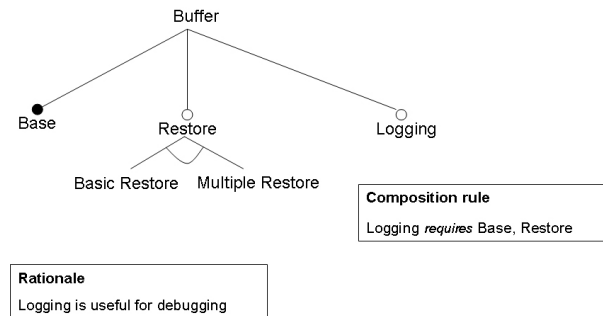 Buffer
Base
Restore
Logging
Basic Restore
Multiple Restore
Composition rule
Logging requires Base, Restore
Rationale
Logging is useful for debugging